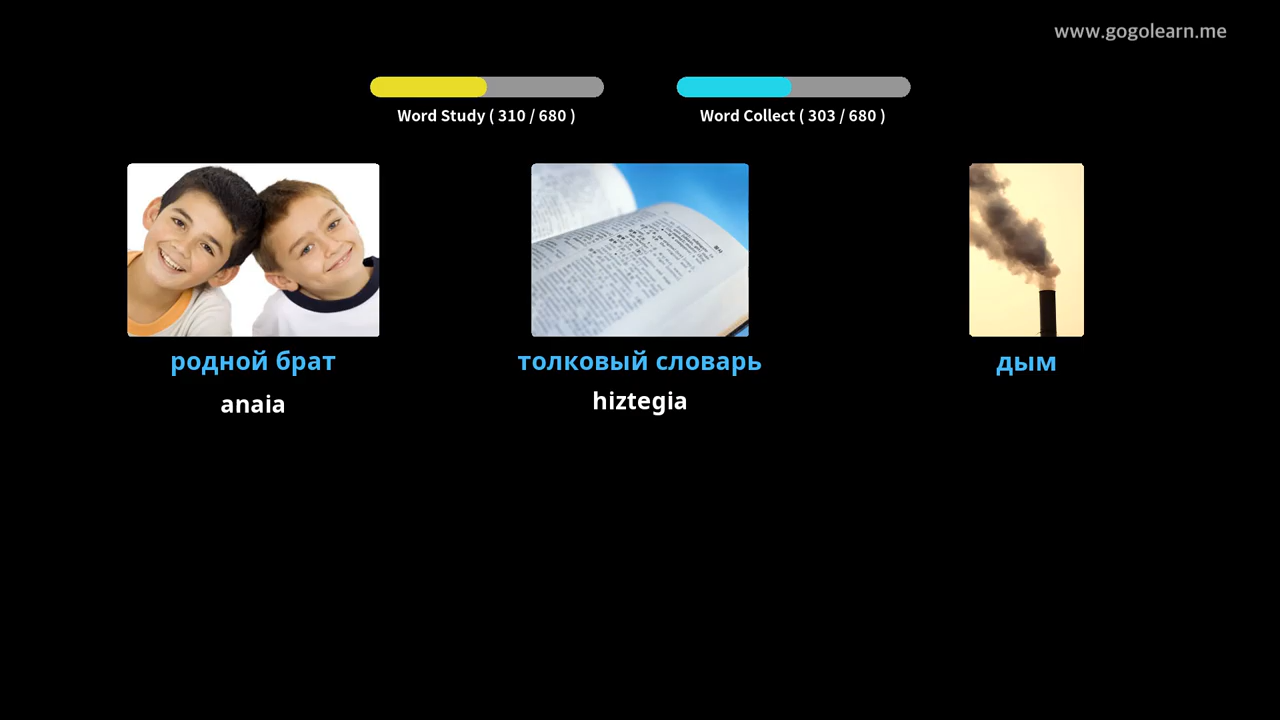 www.gogolearn.me
Word Study ( 310 / 680 )
Word Collect ( 303 / 680 )
родной брат
толковый словарь
дым
anaia
hiztegia